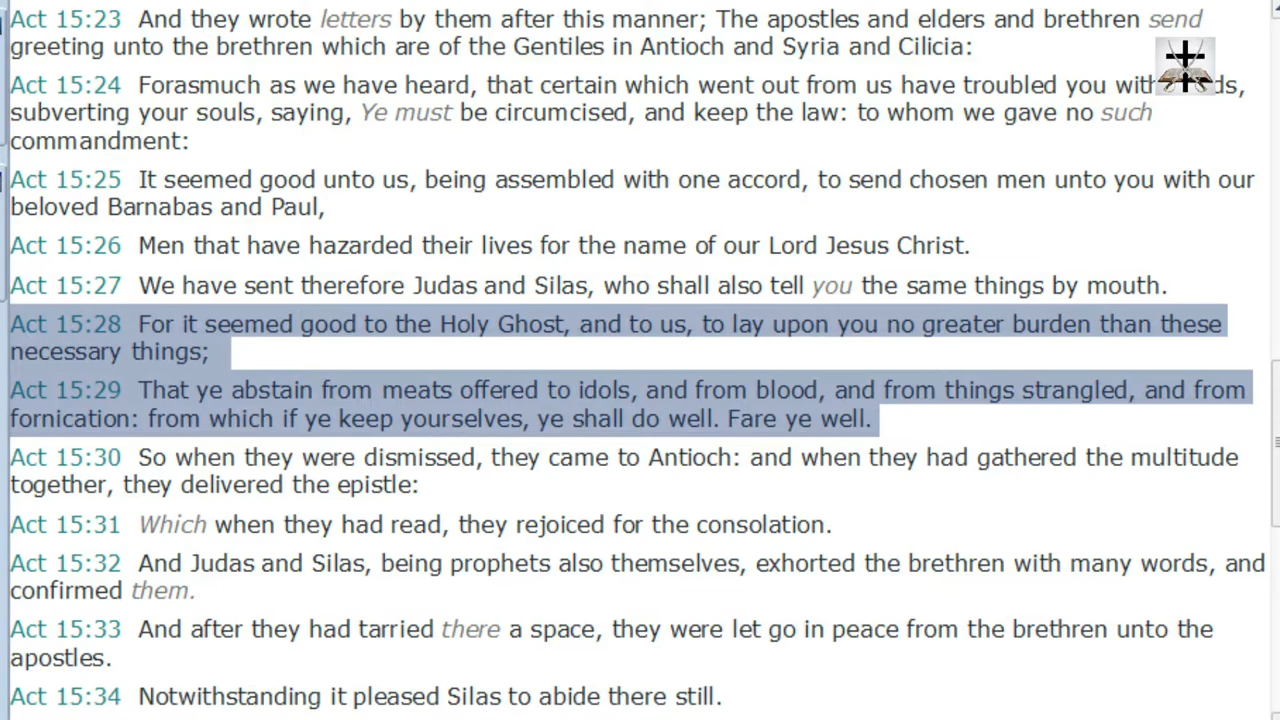 Act 15:23 And they wrote letters by them after this manner; The apostles and elders and brethren send
greeting unto the brethren which are of the Gentiles in Antioch and Syria and Cilicia:
Act 15:24 Forasmuch as we have heard, that certain which went out from us have troubled you with ds,
subverting your souls, saying, Ye must be circumcised, and keep the law: to whom we gave no such
commandment:
Act 15:25 It seemed good unto us, being assembled with one accord, to send chosen men unto you with our
beloved Barnabas and Paul,
Act 15:26 Men that have hazarded their lives for the name of our Lord Jesus Christ.
Act 15:27 We have sent therefore Judas and Silas, who shall also tell you the same things by mouth.
Act 15:28 For it seemed good to the Holy Ghost, and to us, to lay upon you no greater burden than these
necessary things;
Act 15:29 That ye abstain from meats offered to idols, and from blood, and from things strangled, and from
fornication: from which if ye keep yourselves, ye shall do well. Fare ye well.
Act 15:30 So when they were dismissed, they came to Antioch: and when they had gathered the multitude
together, they delivered the epistle:
Act 15:31 Which when they had read, they rejoiced for the consolation.
Act 15:32 And Judas and Silas, being prophets also themselves, exhorted the brethren with many words, and
confirmed them.
Act 15:33 And after they had tarried there a space, they were let go in peace from the brethren unto the
apostles.
Act 15:34 Notwithstanding it pleased Silas to abide there still.